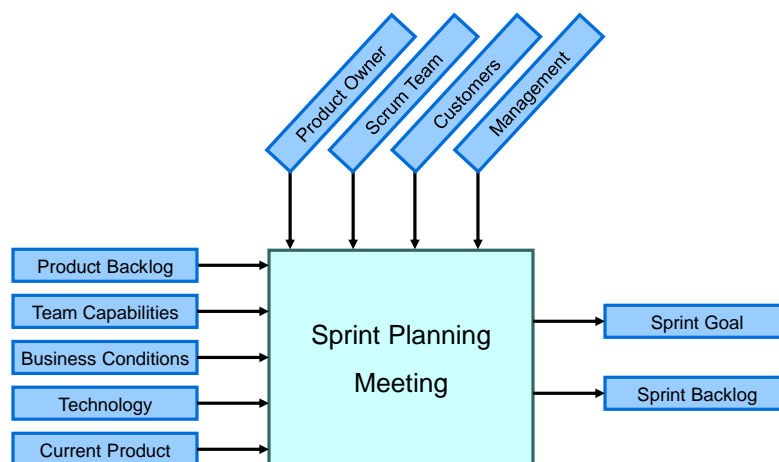 Product Owner
Scrum Team
Customers
Management
Product Backlog
Team Capabilities
Business Conditions
Technology
Current Product
Sprint Planning
Meeting
Sprint Goal
Sprint Backlog